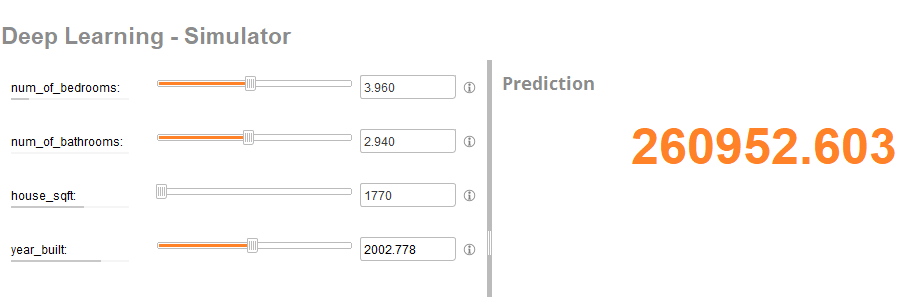 Deep Learning - Simulator
num_of_bedrooms:
3.960
num_of_bathrooms:
2.940
house_sqft:
1770
year_built:
2002.778
Prediction
260952.603